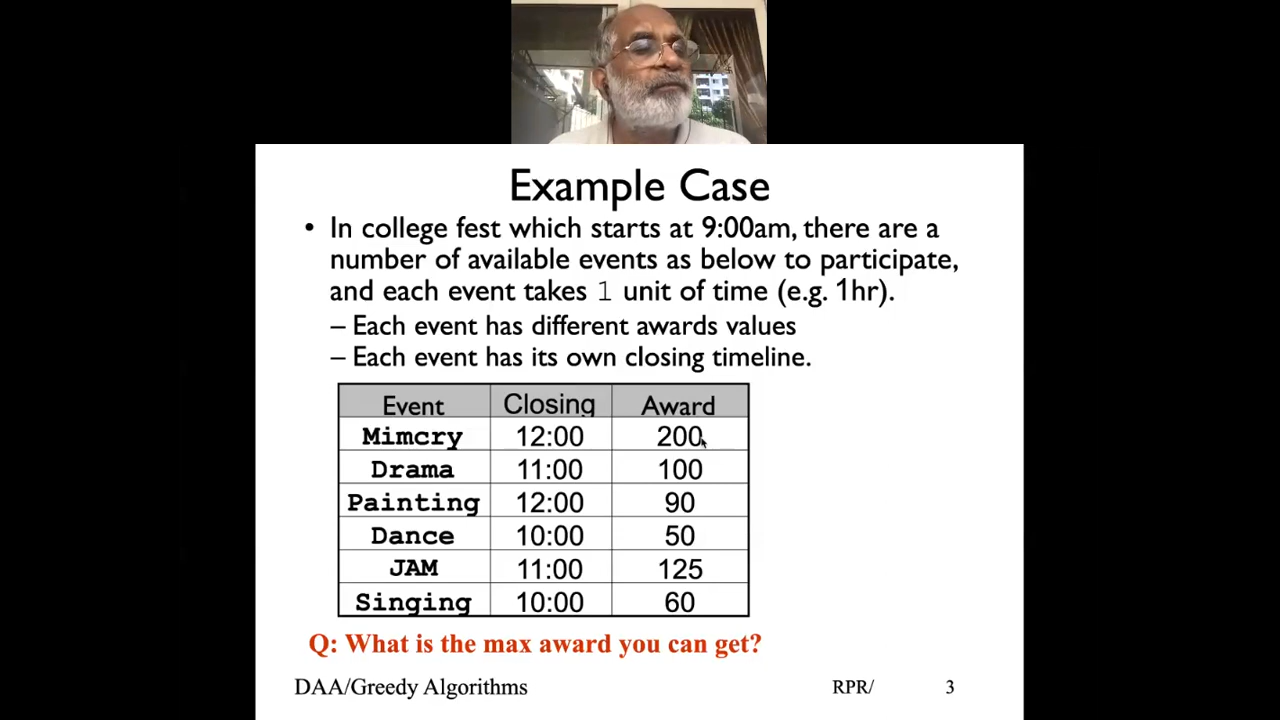 Example Case
• In college fest which starts at 9:00am, there are a
number of available events as below to participate,
and each event takes 1 unit of time (e.g. 1hr).
– Each event has different awards values
– Each event has its own closing timeline.
Event Closing Award
Mimcry 12:00 200
Drama 11:00 100
Painting 12:00 90
Dance 10:00 50
JAM 11:00 125
Singing 10:00 60
Q: What is the max award you can get?
DAA/Greedy Algorithms RPR/ 3